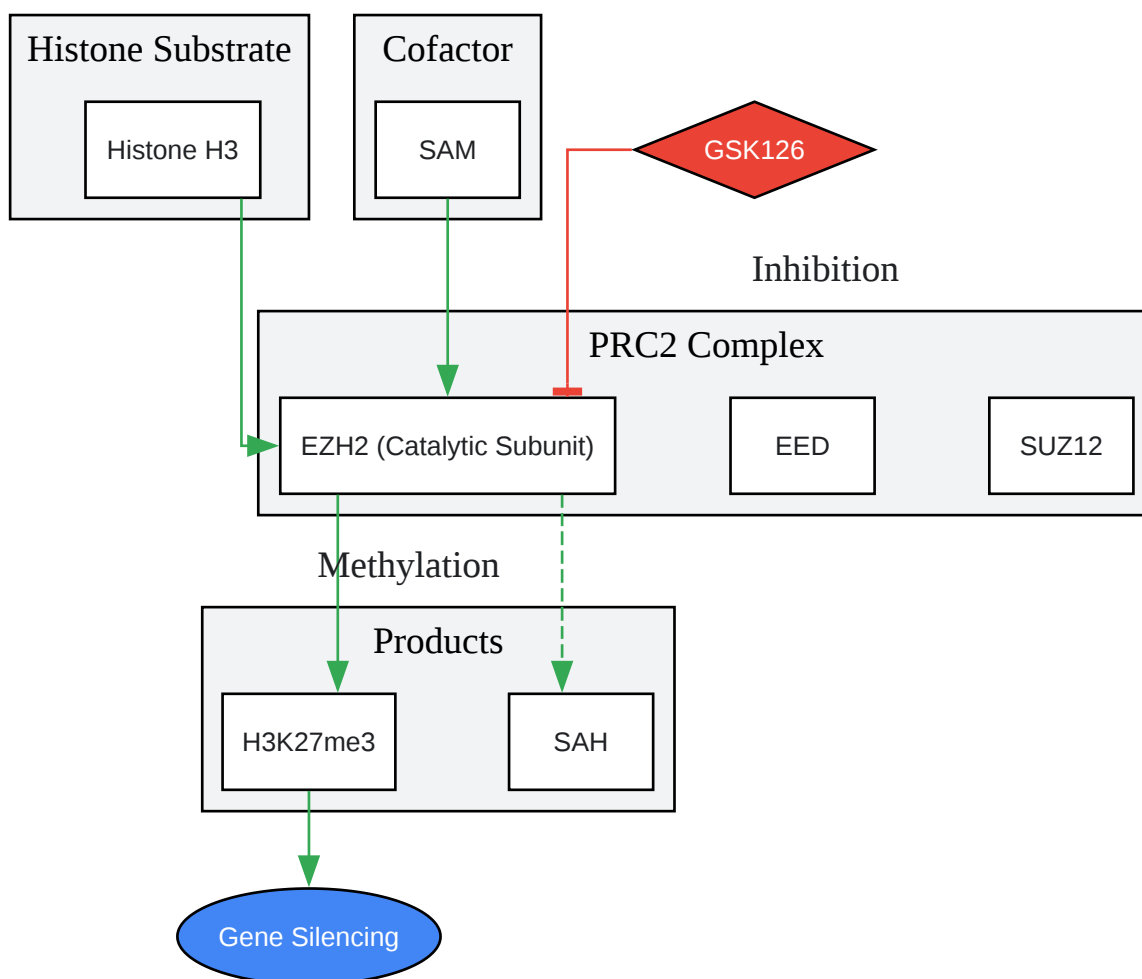 Histone Substrate
Cofactor
Histone H3
SAM
GSK126
Inhibition
PRC2 Complex
EZH2 (Catalytic Subunit)
EED
SUZ12
Methylation
Products
H3K27me3
SAH
Gene Silencing